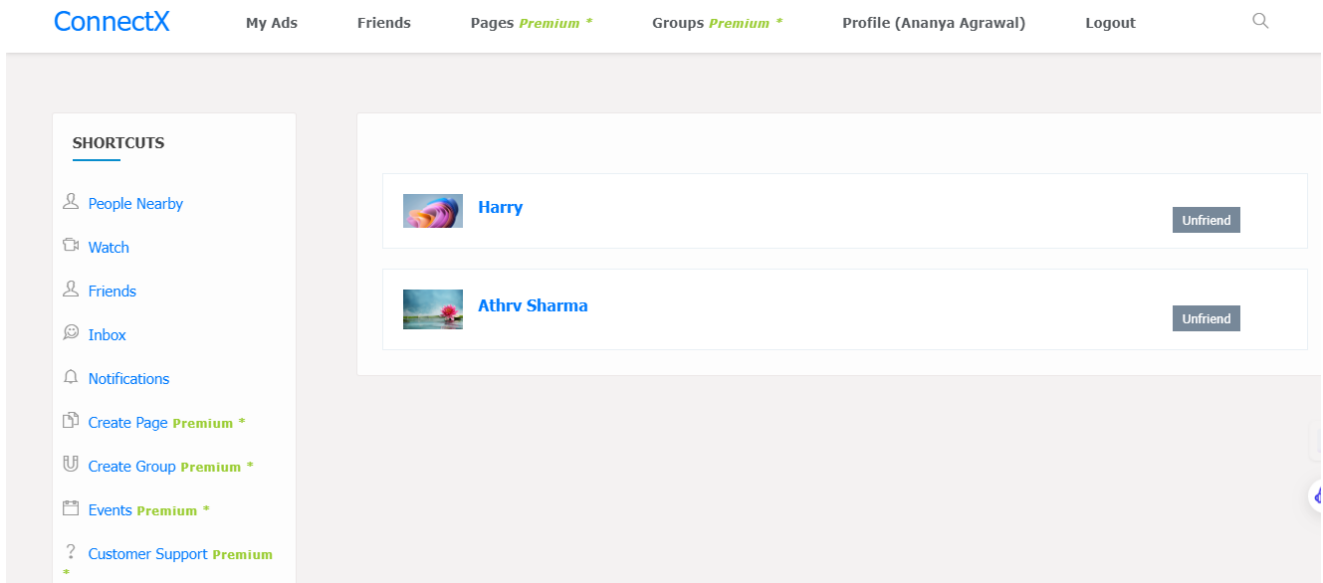 ConnectX My Ads Friends Pages Premium * Groups Premium * Profile (Ananya Agrawal) Logout
SHORTCUTS
People Nearby
Watch
Friends
Inbox
Notifications
Create Page Premium *
Create Group Premium *
Events Premium *
Customer Support Premium
*
Harry
Unfriend
Athrv Sharma
Unfriend